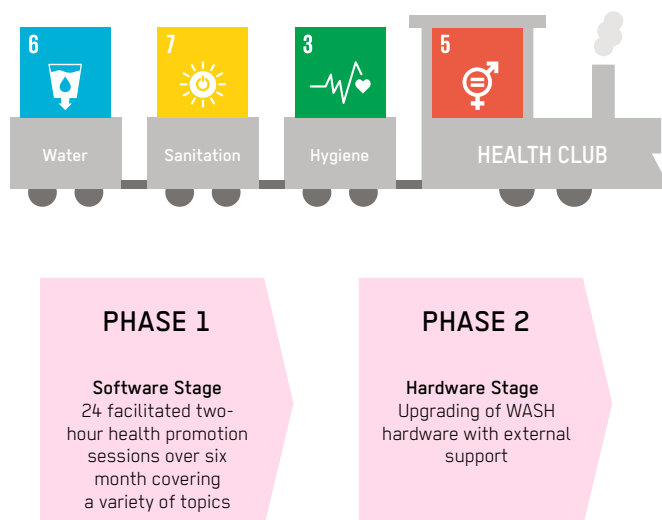 6
7
3
5
Water
Sanitation
Hygiene
HEALTH CLUB
PHASE 1
Software Stage
24 facilitated two-
hour health promotion
sessions over six
month covering
a variety of topics
PHASE 2
Hardware Stage
Upgrading of WASH
hardware with external
support